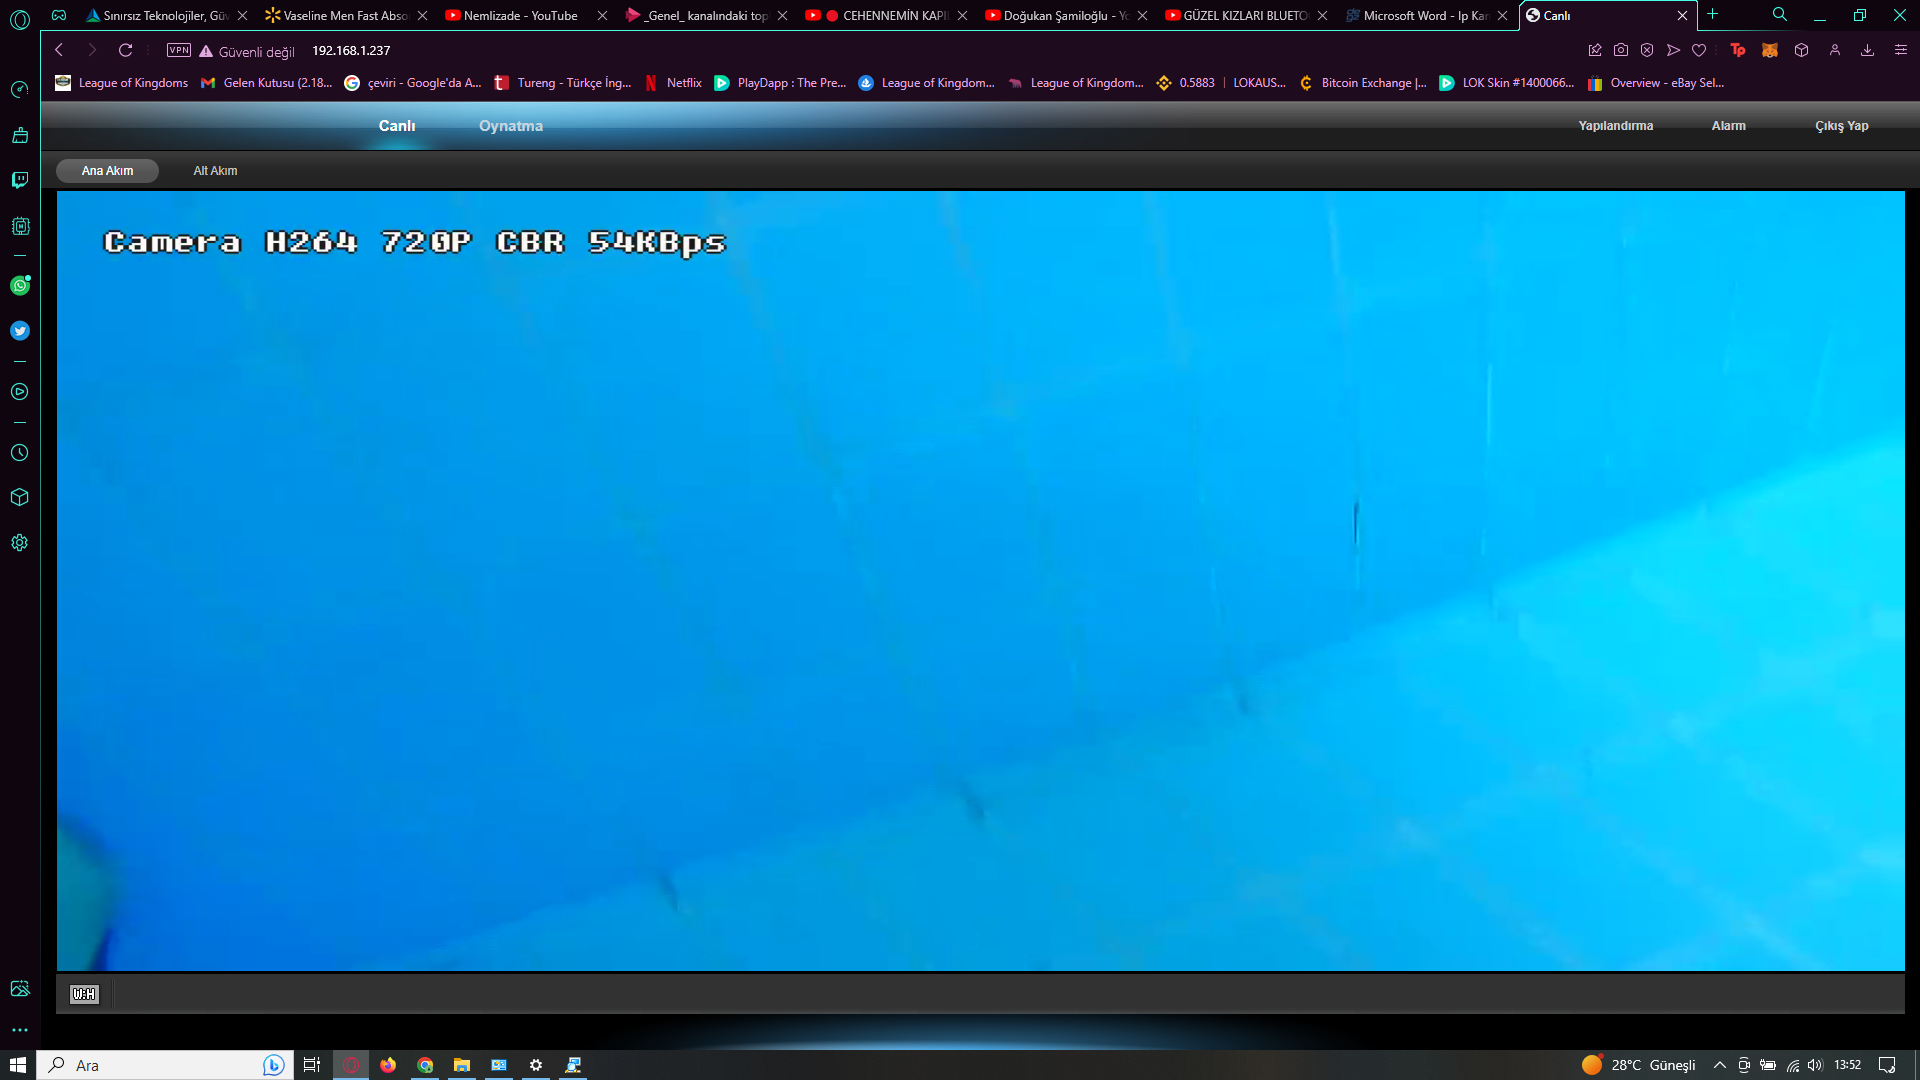 Sınırsız Teknolojiler, Güv
Vaseline Men Fast Abso
Nemlizade - YouTube
_Genel_ kanalındaki top
CEHENNEMİN KAPI
Doğukan Şamiloğlu - Yo
GÜZEL KIZLARI BLUETO
Microsoft Word - Ip Kam
Canlı
VPN
Güvenli değil
192.168.1.237
Tp
League of Kingdoms
Gelen Kutusu (2.18...
çeviri - Google'da A...
Tureng - Türkçe İng...
Netflix
PlayDapp : The Pre...
League of Kingdom...
League of Kingdom...
0.5883 | LOKAUS...
Bitcoin Exchange |...
LOK Skin #1400066...
Overview - eBay Sel...
Canlı
Oynatma
Yapılandırma
Alarm
Çıkış Yap
Ana Akım
Alt Akım
Camera H264 720P CBR 54KBps
W:H
Ara
28°C Güneşli
13:52